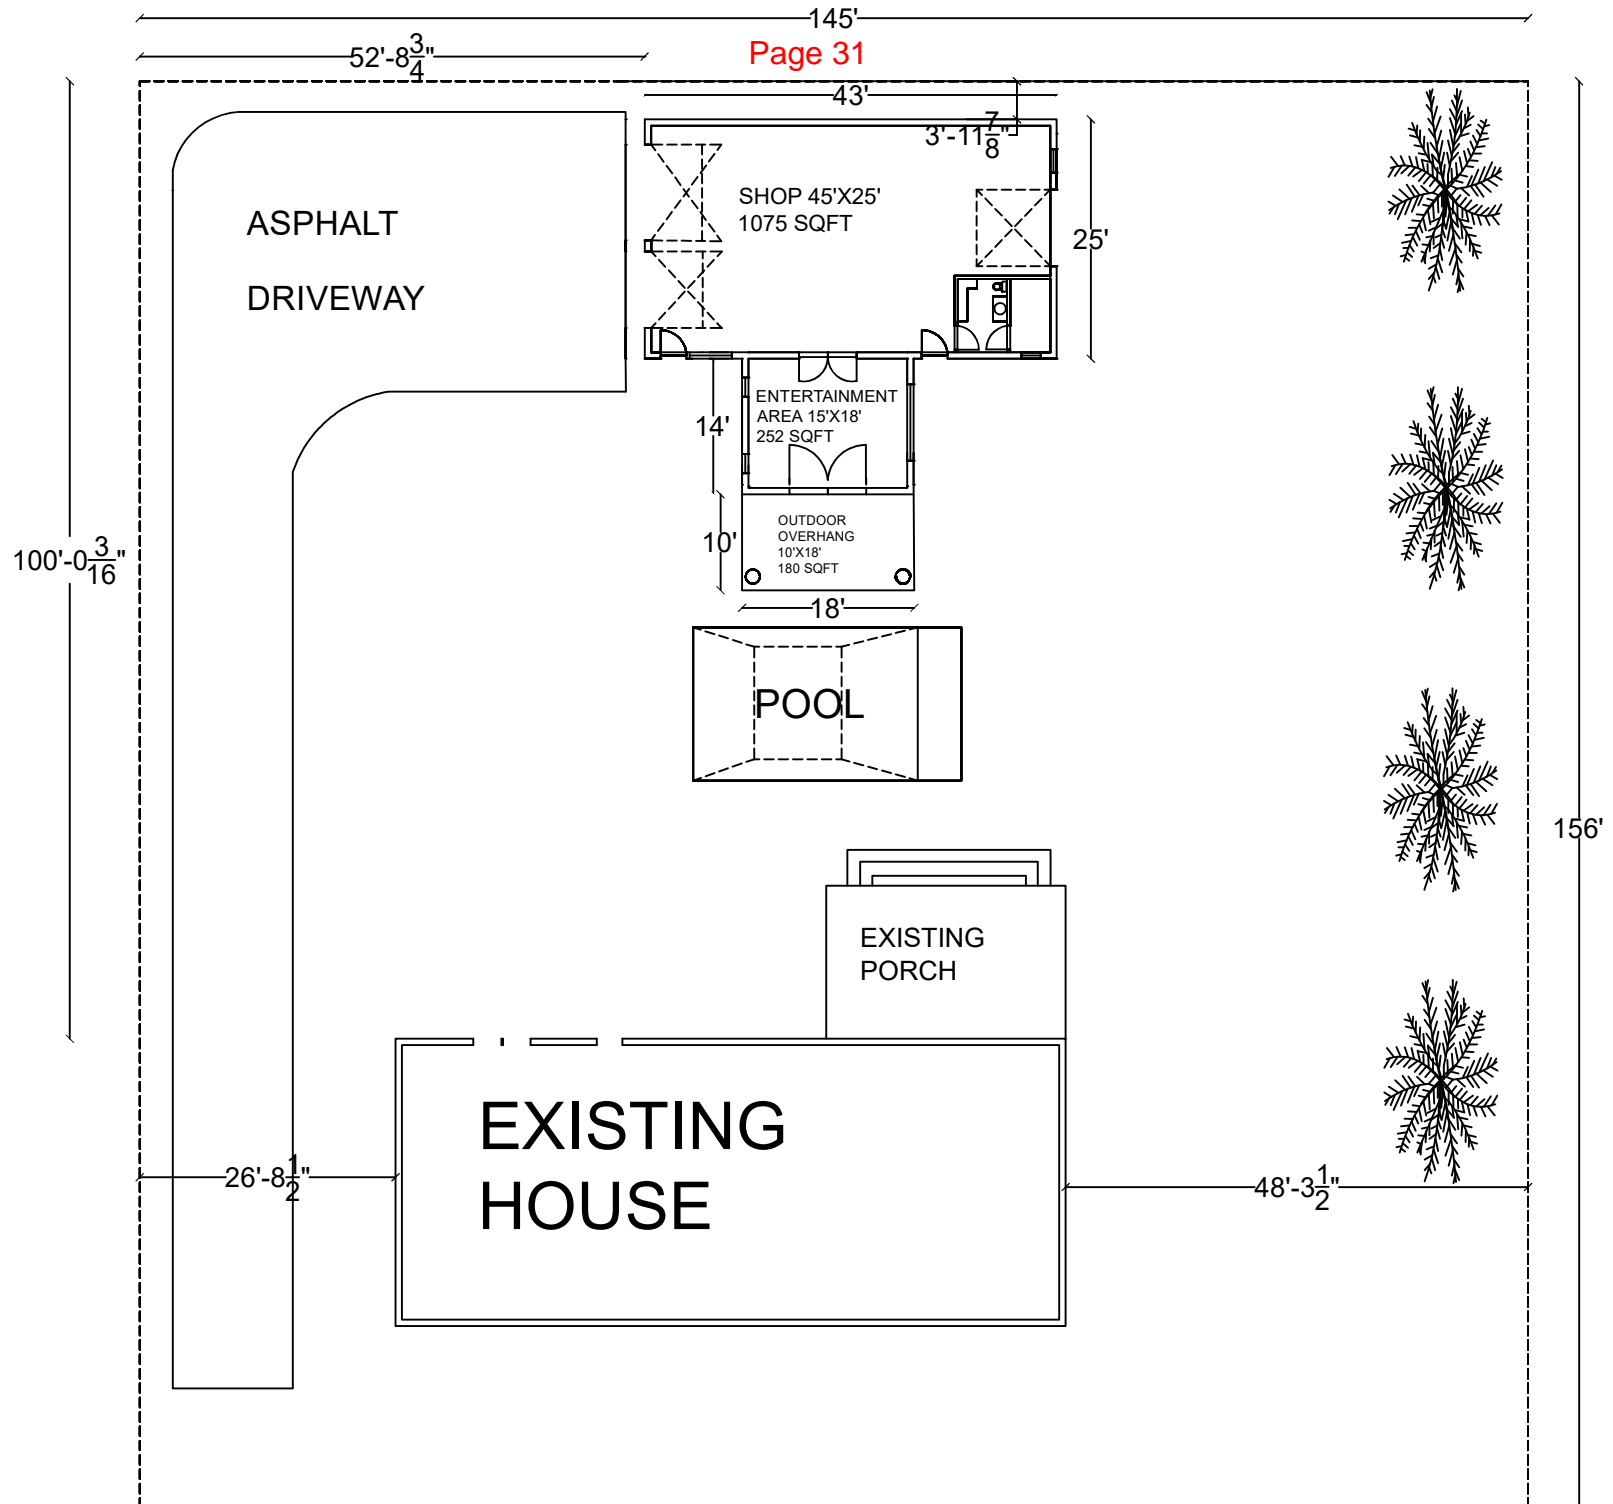 145'
52'-8 3/4"
Page 31
43'
3'-11 7/8"
SHOP 45'X25'
1075 SQFT
ASPHALT
DRIVEWAY
25'
ENTERTAINMENT
AREA 15'X18'
252 SQFT
14'
OUTDOOR
OVERHANG
10'X18'
180 SQFT
10'
100'-0 3/16"
18'
POOL
156'
EXISTING
PORCH
EXISTING
HOUSE
26'-8 1/2"
48'-3 1/2"